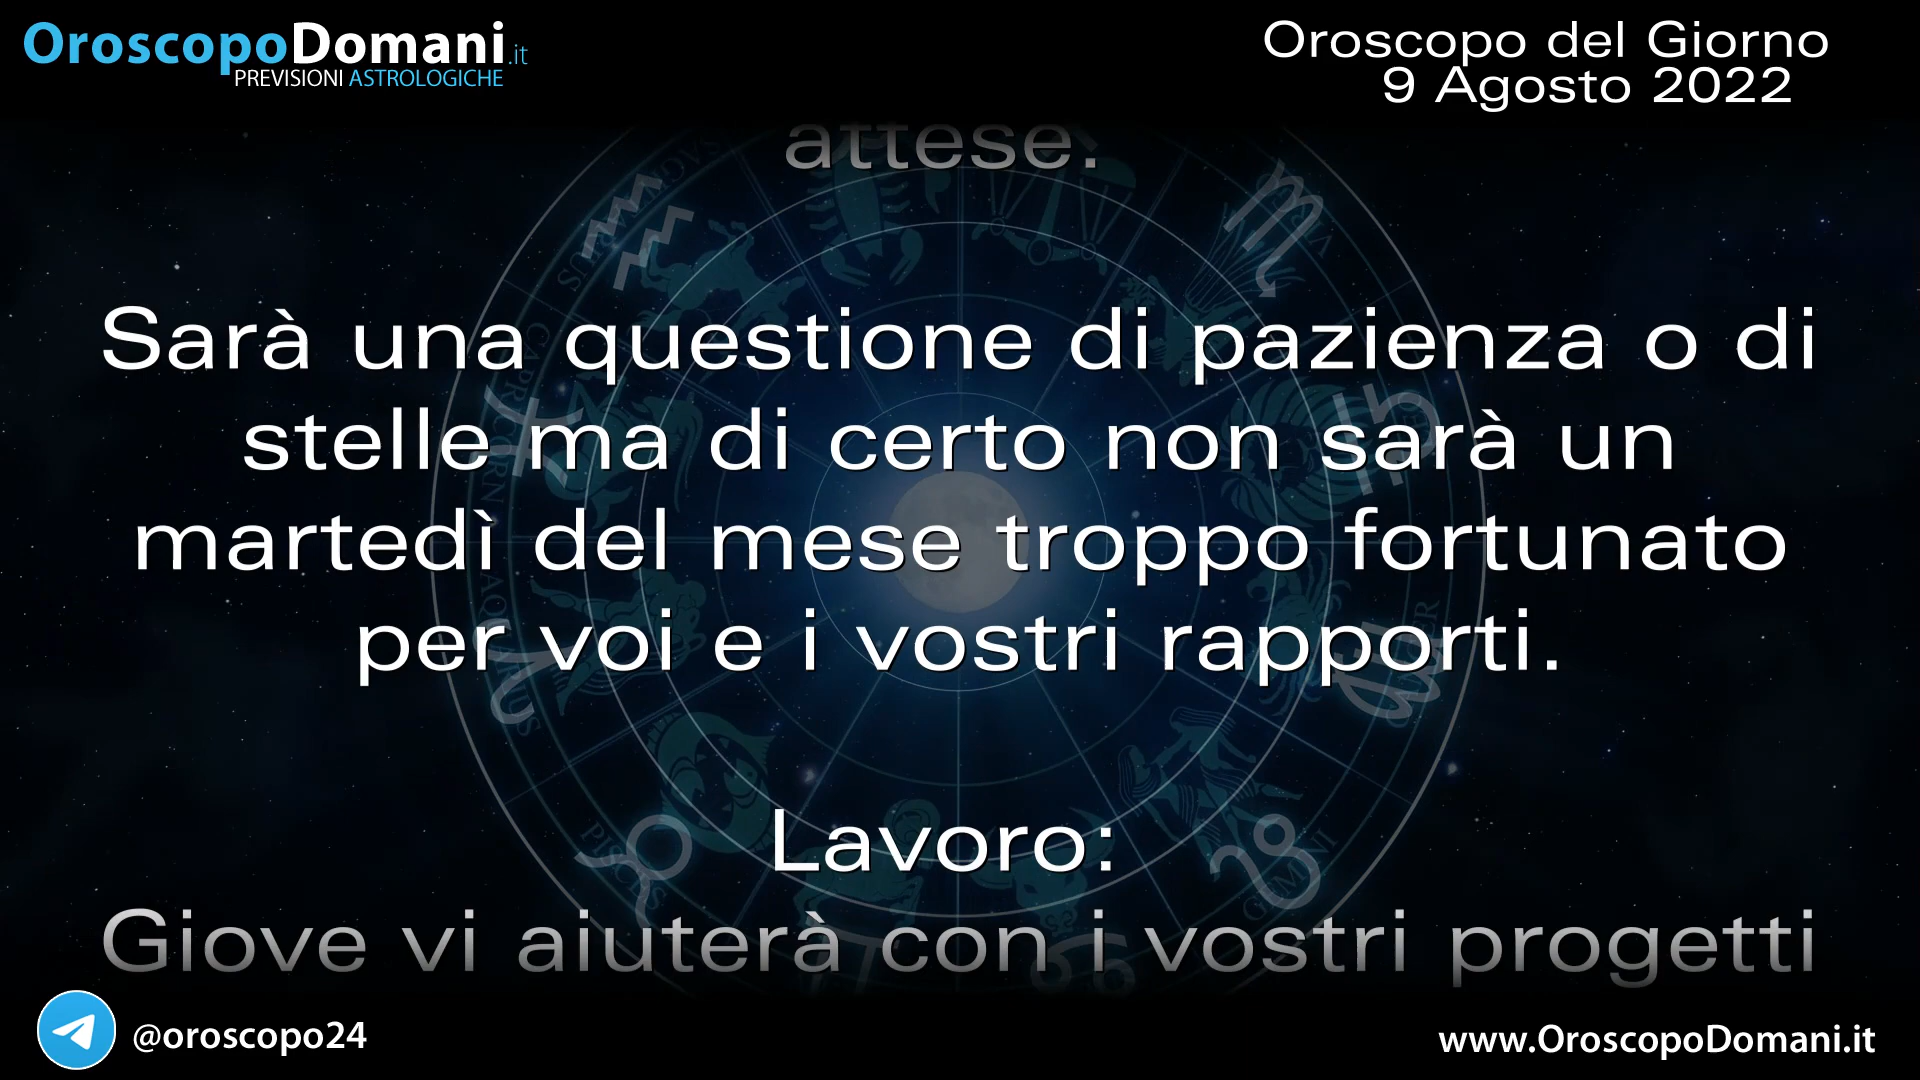 OroscopoDomani.it
PREVISIONI ASTROLOGICHE
Oroscopo del Giorno
9 Agosto 2022
attese.
Sarà una questione di pazienza o di
stelle ma di certo non sarà un
martedì del mese troppo fortunato
per voi e i vostri rapporti.
Lavoro:
Giove vi aiuterà con i vostri progetti
@oroscopo24
www.OroscopoDomani.it